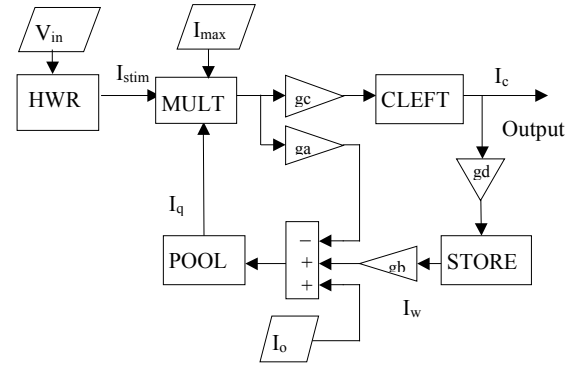 V_in
I_max
I_stim
I_c
HWR
MULT
gc
CLEFT
Output
ga
gd
I_q
−
POOL
+
gb
STORE
+
I_w
I_o